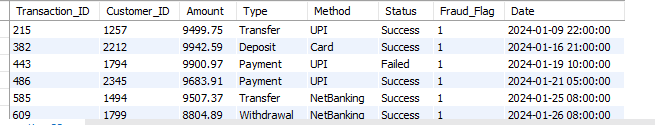 Transaction_ID Customer_ID Amount Type Method Status Fraud_Flag Date
215 1257 9499.75 Transfer UPI Success 1 2024-01-09 22:00:00
382 2212 9942.59 Deposit Card Success 1 2024-01-16 21:00:00
443 1794 9900.97 Payment UPI Failed 1 2024-01-19 10:00:00
486 2345 9683.91 Payment UPI Success 1 2024-01-21 05:00:00
585 1494 9507.37 Transfer NetBanking Success 1 2024-01-25 08:00:00
609 1799 8804.89 Withdrawal NetBanking Success 1 2024-01-26 08:00:00